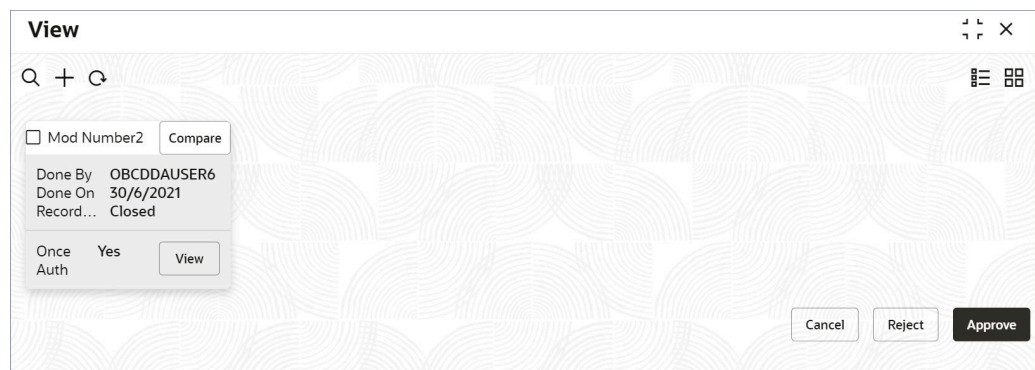 View
Mod Number2 Compare
Done By OBCDDAUSER6
Done On 30/6/2021
Record... Closed
Once Auth Yes View
Cancel Reject Approve